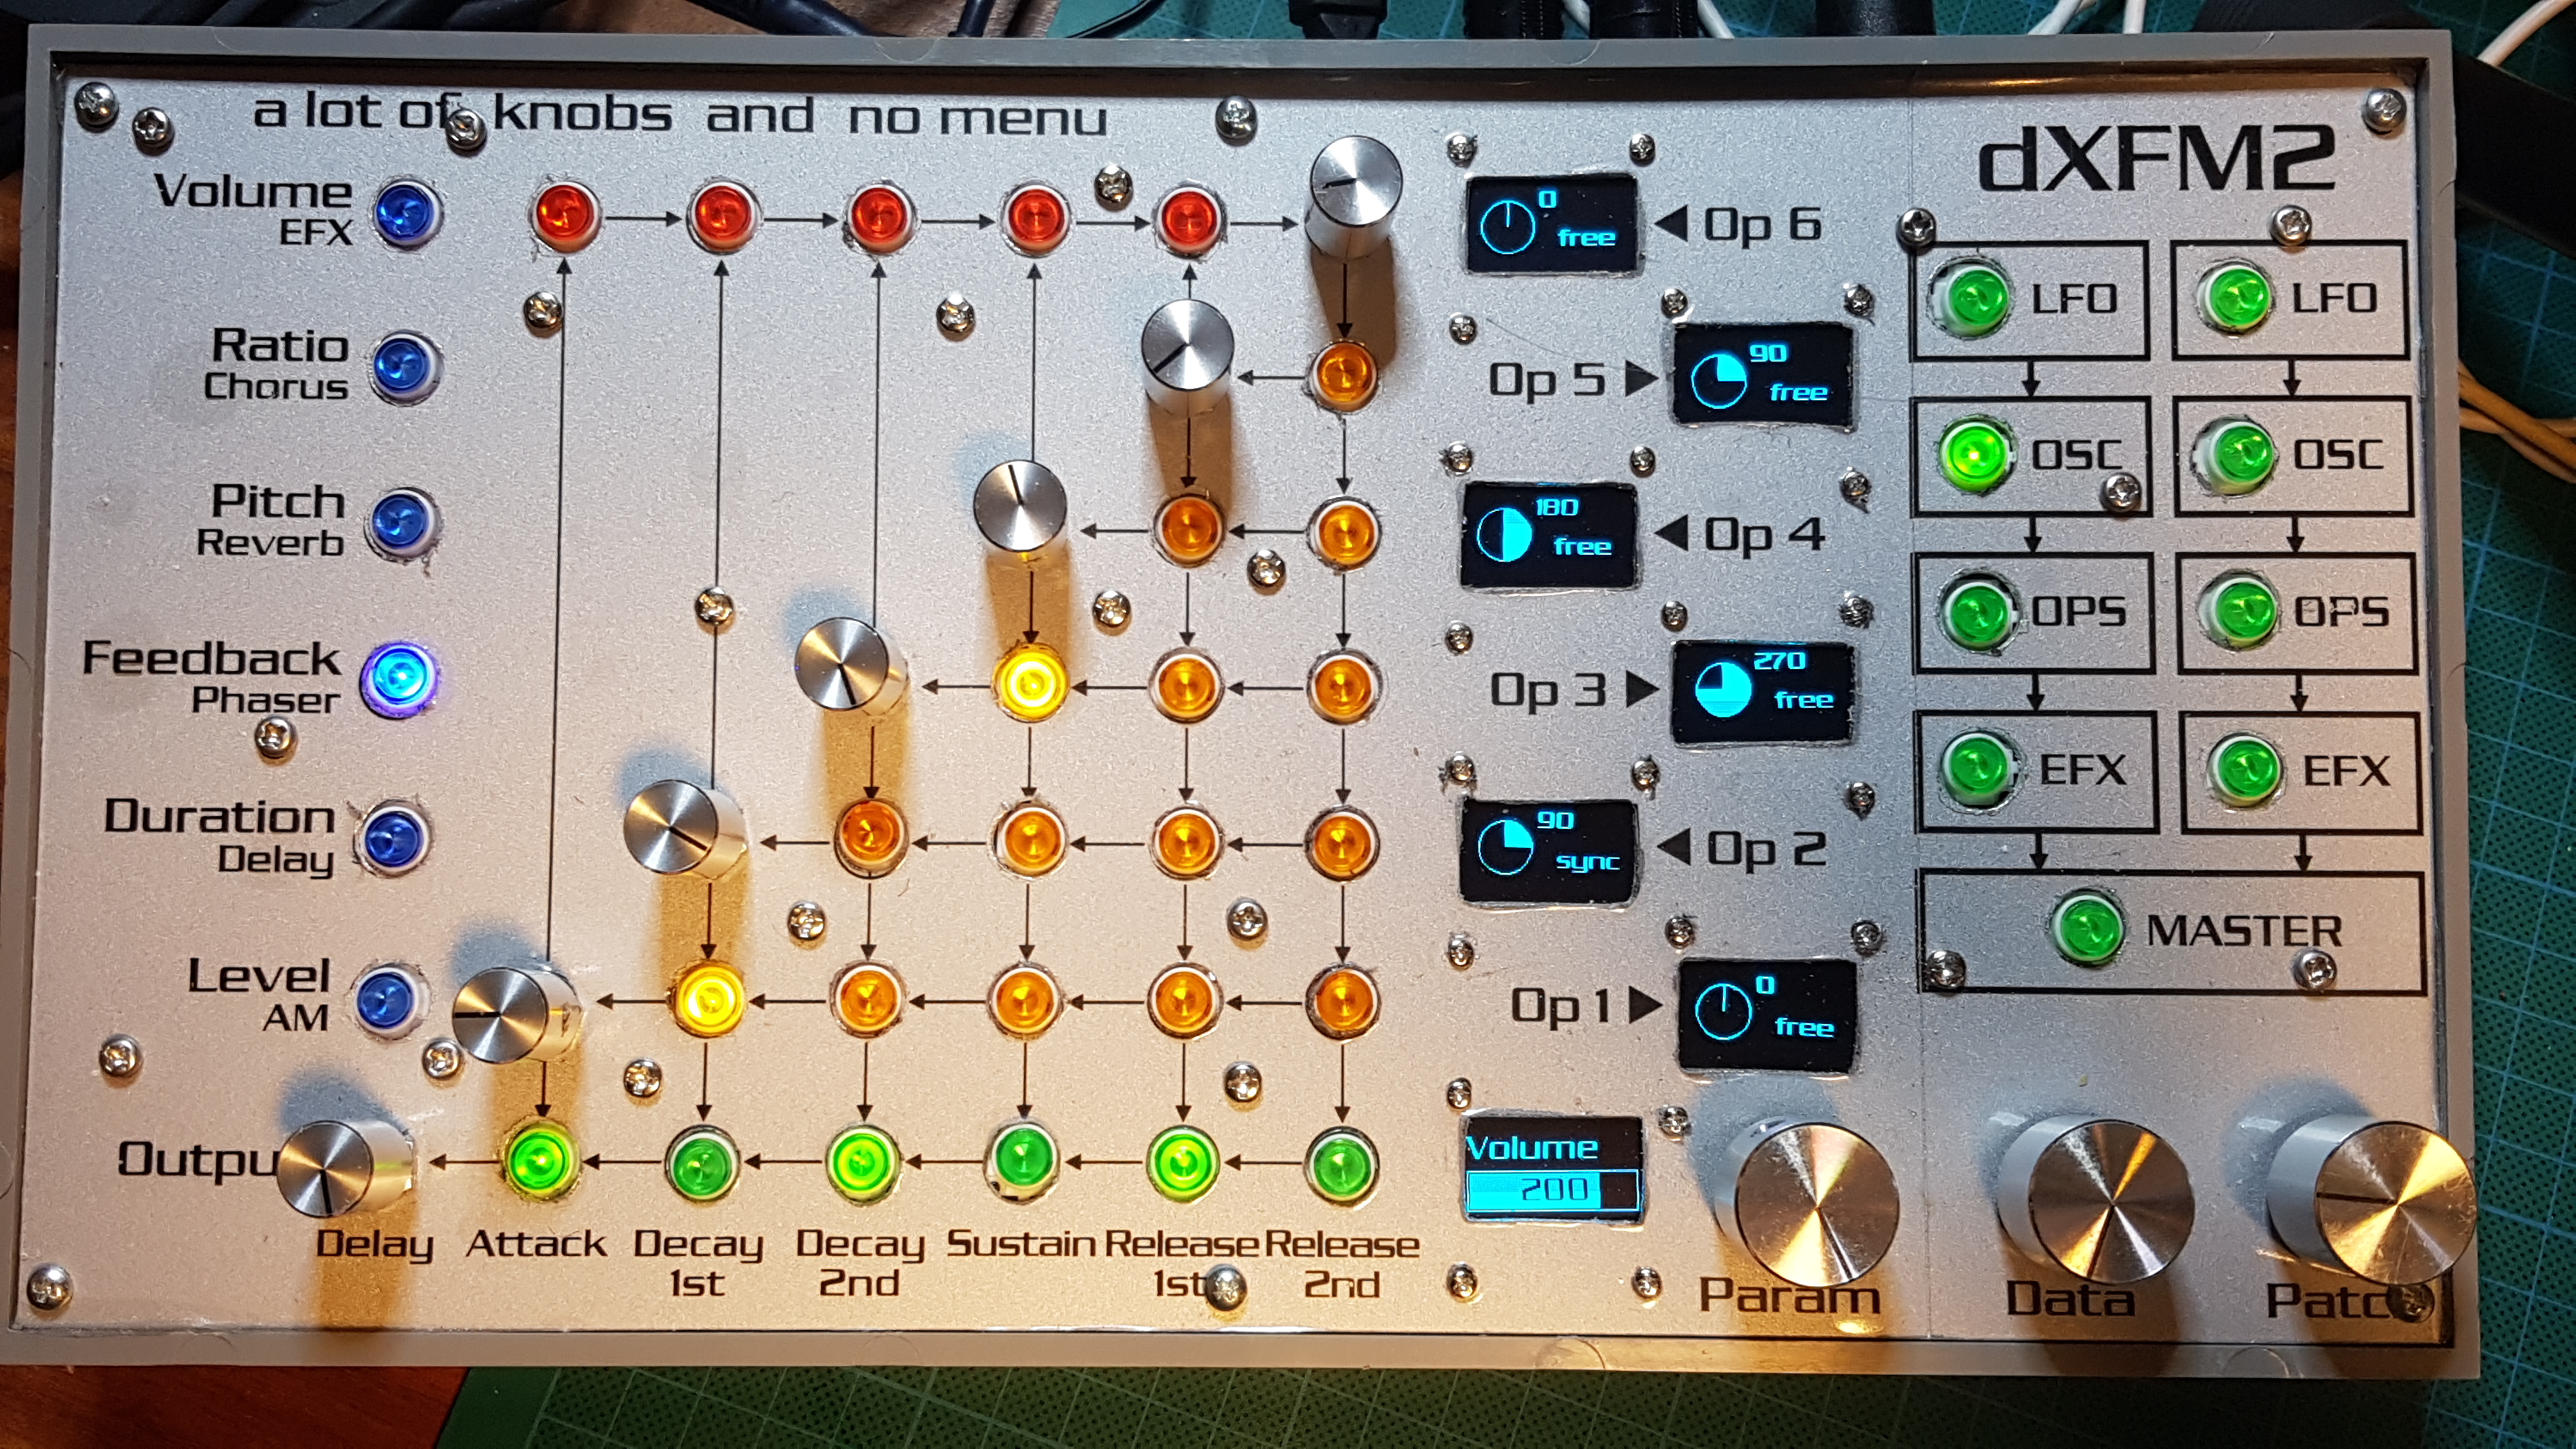 a lot of knobs and no menu
dXFM2
Volume
EFX
0
free
◀Op 6
LFO
LFO
Ratio
Chorus
Op 5▶
90
free
OSC
OSC
Pitch
Reverb
180
free
◀Op 4
Feedback
Phaser
Op 3▶
270
free
OPS
OPS
Duration
Delay
90
sync
◀Op 2
EFX
EFX
Level
AM
Op 1▶
0
free
MASTER
Outpu
Volume
200
Delay Attack Decay Decay Sustain Release Release
1st 2nd 1st 2nd
Param Data Patc